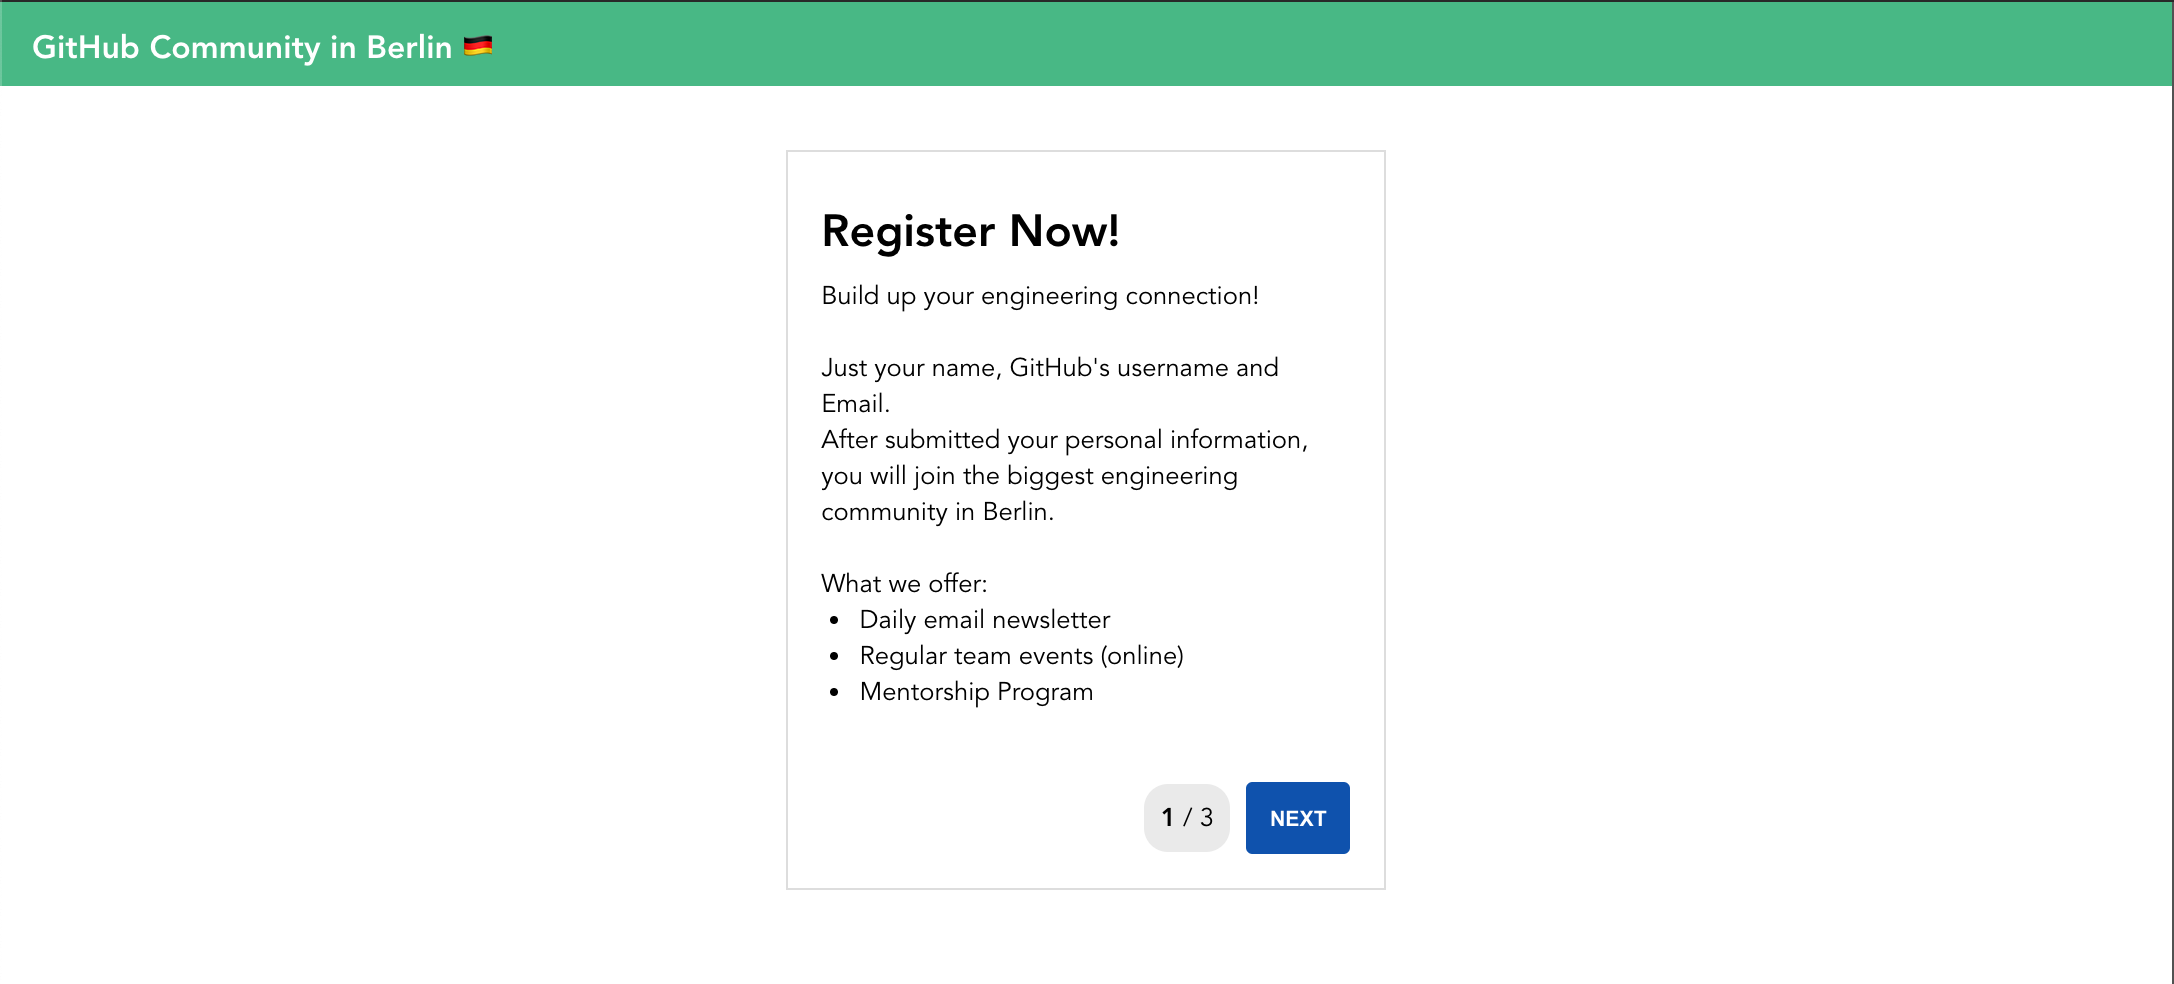 GitHub Community in Berlin 🇩🇪
Register Now!
Build up your engineering connection!
Just your name, GitHub's username and
Email.
After submitted your personal information,
you will join the biggest engineering
community in Berlin.
What we offer:
• Daily email newsletter
• Regular team events (online)
• Mentorship Program
1 / 3
NEXT